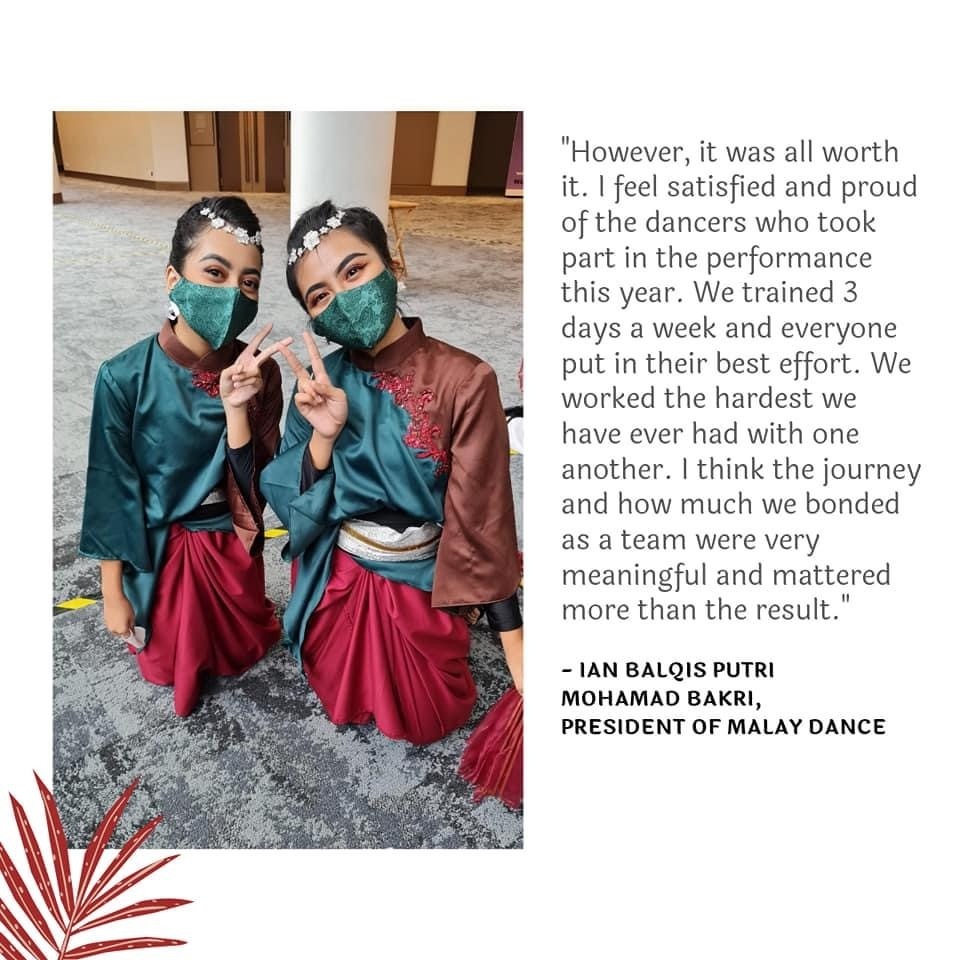 "However, it was all worth
it. I feel satisfied and proud
of the dancers who took
part in the performance
this year. We trained 3
days a week and everyone
put in their best effort. We
worked the hardest we
have ever had with one
another. I think the journey
and how much we bonded
as a team were very
meaningful and mattered
more than the result."
- IAN BALQIS PUTRI
MOHAMAD BAKRI,
PRESIDENT OF MALAY DANCE